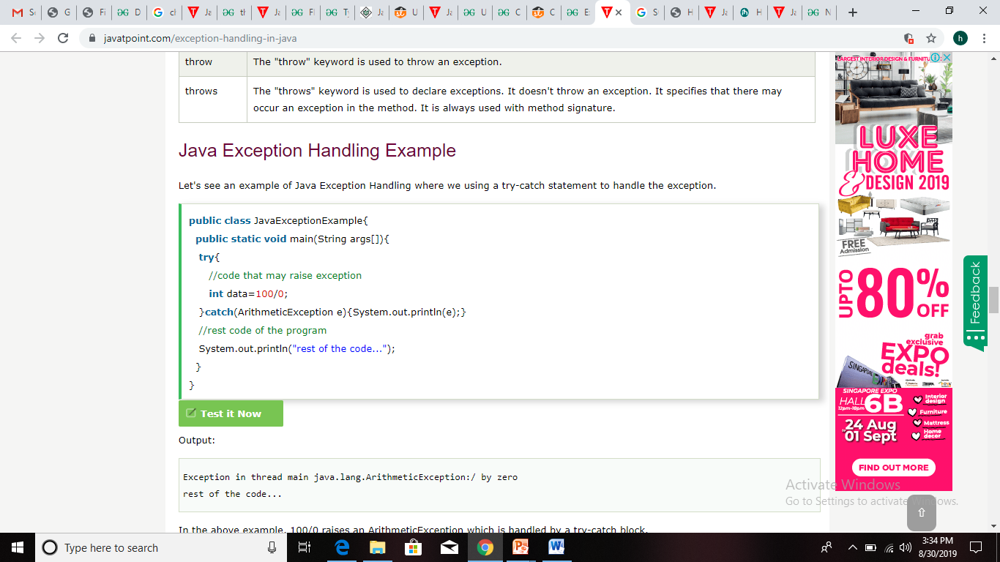 javatpoint.com/exception-handling-in-java
throw
The "throw" keyword is used to throw an exception.
throws
The "throws" keyword is used to declare exceptions. It doesn't throw an exception. It specifies that there may
occur an exception in the method. It is always used with method signature.
Java Exception Handling Example
Let's see an example of Java Exception Handling where we using a try-catch statement to handle the exception.
public class JavaExceptionExample{
public static void main(String args[]){
try{
//code that may raise exception
int data=100/0;
}catch(ArithmeticException e){System.out.println(e);}
//rest code of the program
System.out.println("rest of the code...");
}
}
Test it Now
Output:
Exception in thread main java.lang.ArithmeticException:/ by zero
rest of the code...
In the above example, 100/0 raises an ArithmeticException which is handled by a try-catch block.
LARGEST INTERIOR DESIGN & FURNITU
LUXE
HOME
& DESIGN 2019
FREE
Admission
UPTO
80% OFF
grab
exclusive
EXPO
deals!
SINGAPORE
SINGAPORE EXPO
HALL 6B
12pm-10pm
24 Aug
to 01 Sept
Interior
design
Furniture
Mattress
Home
decor
FIND OUT MORE
Feedback
Activate Windows
Go to Settings to activate Windows.
Type here to search
3:34 PM
8/30/2019